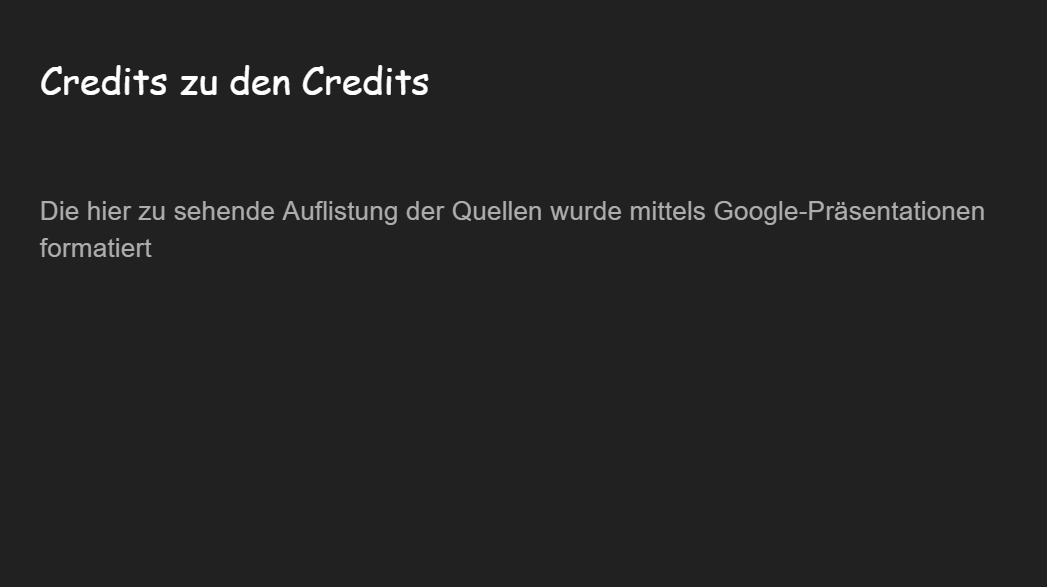 Credits zu den Credits
Die hier zu sehende Auflistung der Quellen wurde mittels Google-Präsentationen
formatiert